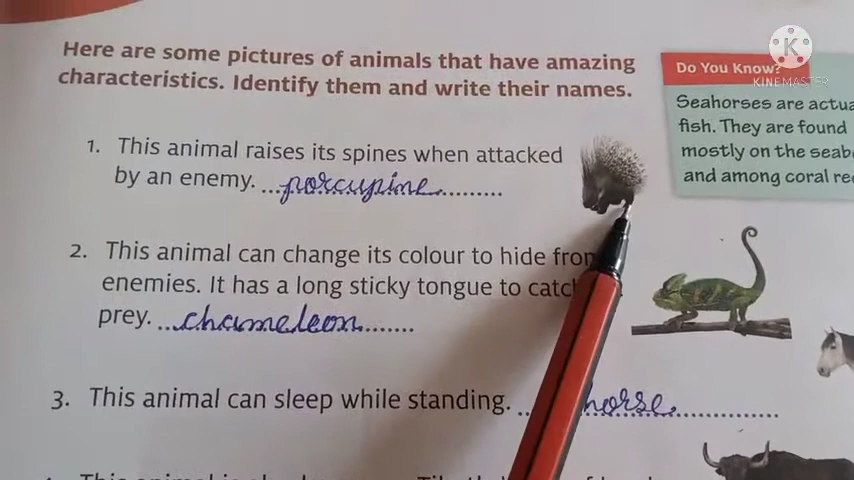 K
KINEMASTER
Here are some pictures of animals that have amazing
characteristics. Identify them and write their names.
Do You Know?
Seahorses are actua
fish. They are found
mostly on the seab
and among coral re
1. This animal raises its spines when attacked
by an enemy. ...porcupine..........
2. This animal can change its colour to hide from
enemies. It has a long sticky tongue to catch
prey. ...chameleon.......
3. This animal can sleep while standing. ..horse................
This animal is